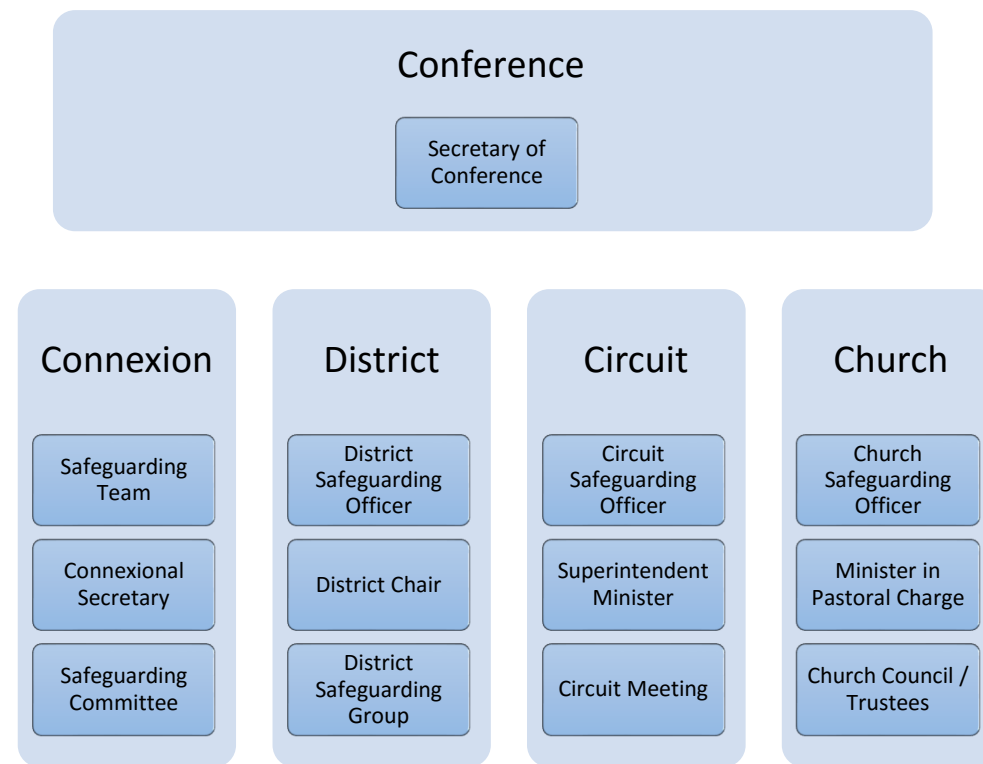 Conference
Secretary of
Conference
Connexion
Safeguarding
Team
Connexional
Secretary
Safeguarding
Committee
District
District
Safeguarding
Officer
District Chair
District
Safeguarding
Group
Circuit
Circuit
Safeguarding
Officer
Superintendent
Minister
Circuit Meeting
Church
Church
Safeguarding
Officer
Minister in
Pastoral Charge
Church Council /
Trustees